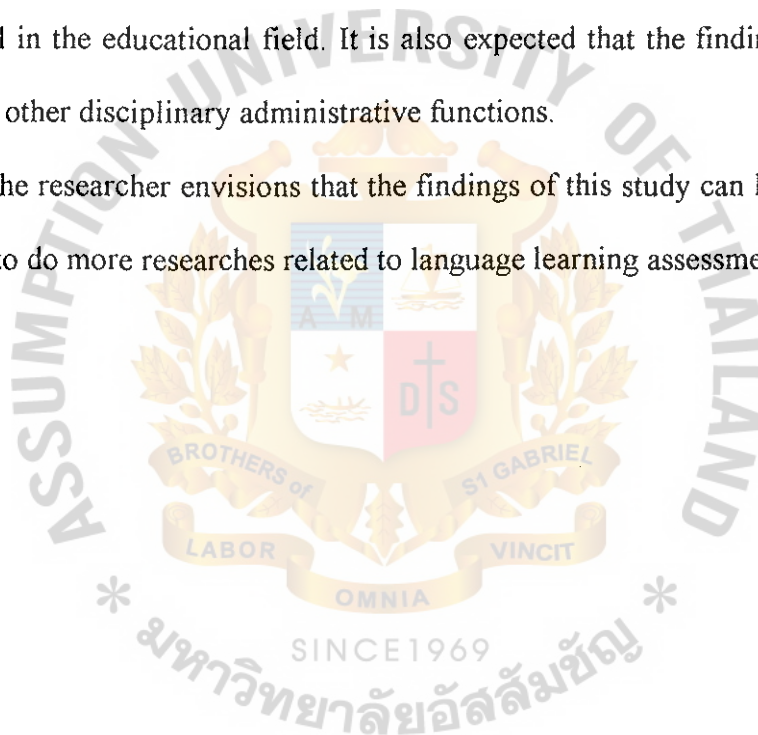 in the educational field. It is also expected that the findin
other disciplinary administrative functions.
he researcher envisions that the findings of this study can
to do more researches related to language learning assessme
ASSUMPTION UNIVERSITY OF THAILAND
A M
D S
BROTHERS of ST GABRIEL
LABOR OMNIA VINCIT
* SINCE1969 *
มหาวิทยาลัยอัสสัมชัญ